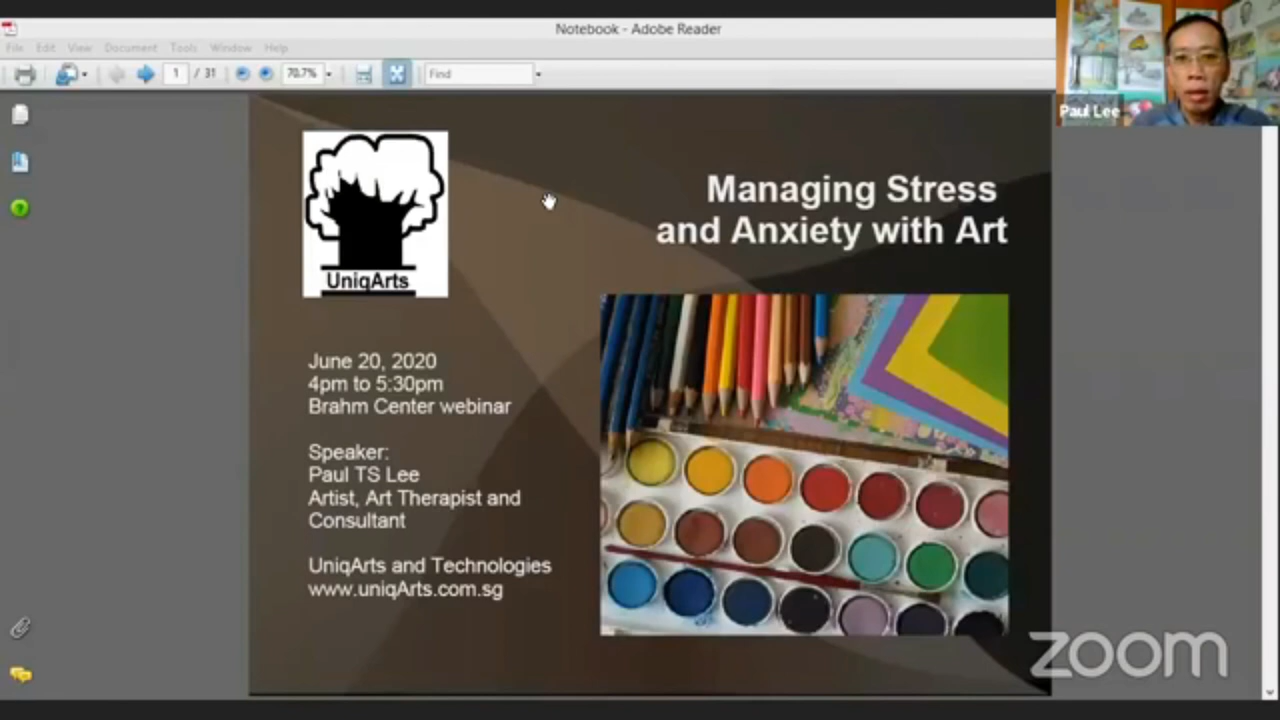 Notebook - Adobe Reader
File Edit View Document Tools Window Help
1 / 31 70.7% Find
Paul Lee
UniqArts
Managing Stress
and Anxiety with Art
June 20, 2020
4pm to 5:30pm
Brahm Center webinar
Speaker:
Paul TS Lee
Artist, Art Therapist and
Consultant
UniqArts and Technologies
www.uniqArts.com.sg
zoom